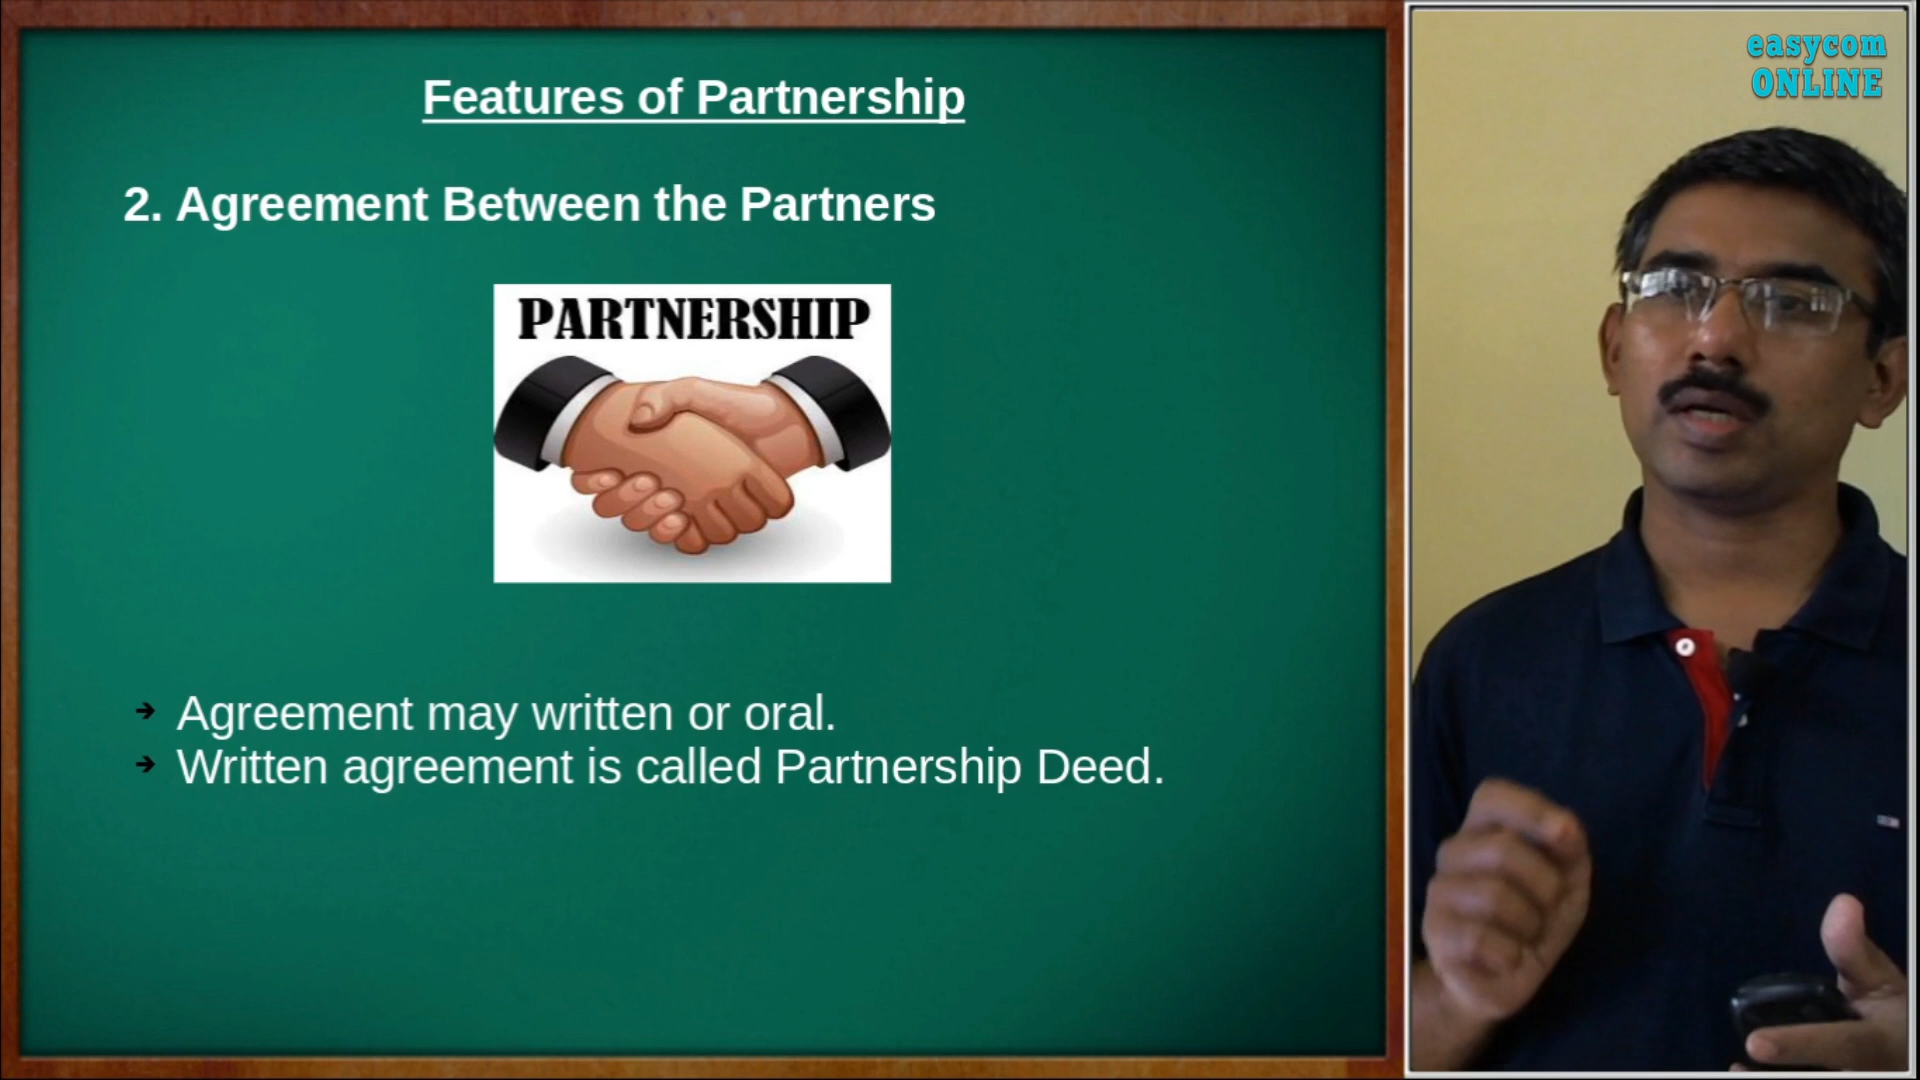 Features of Partnership
2. Agreement Between the Partners
PARTNERSHIP
➔ Agreement may written or oral.
➔ Written agreement is called Partnership Deed.
easycom
ONLINE